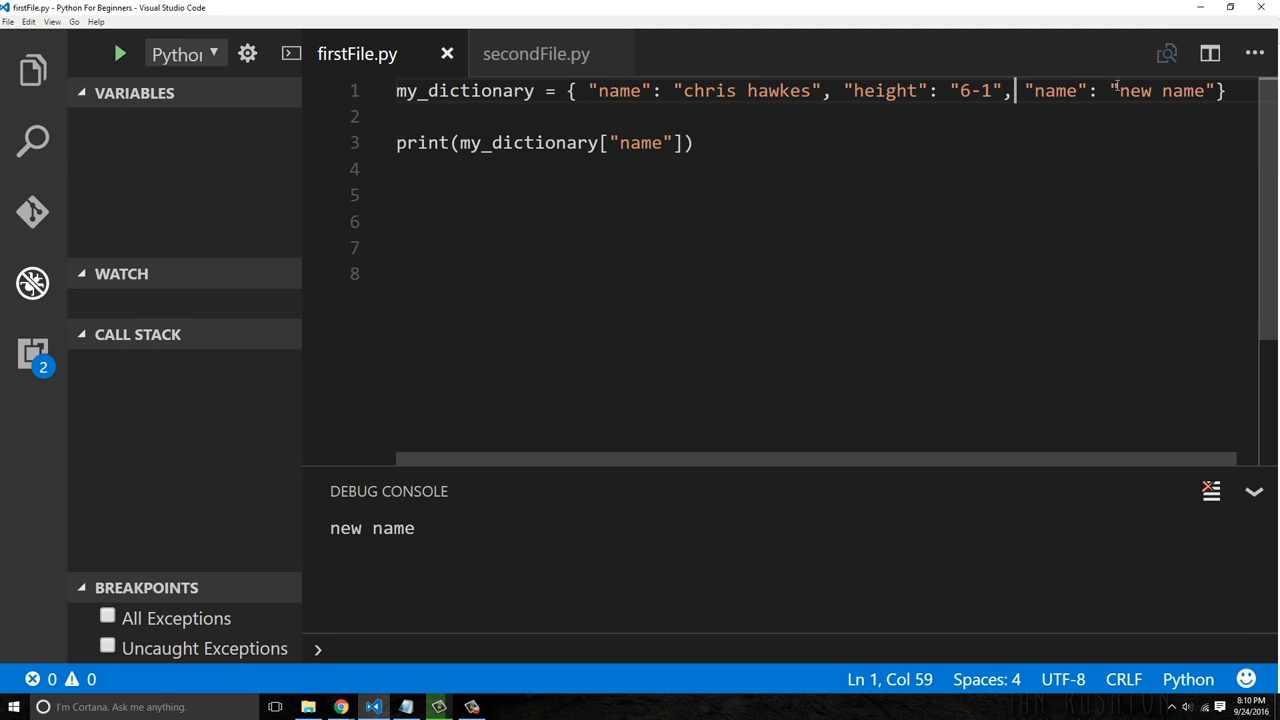 firstFile.py - Python For Beginners - Visual Studio Code
File Edit View Go Help
Python
firstFile.py
secondFile.py
VARIABLES
WATCH
CALL STACK
BREAKPOINTS
All Exceptions
Uncaught Exceptions
2
1 my_dictionary = { "name": "chris hawkes", "height": "6-1", "name": "new name"}
2
3 print(my_dictionary["name"])
4
5
6
7
8
DEBUG CONSOLE
new name
0 0
Ln 1, Col 59 Spaces: 4 UTF-8 CRLF Python
I'm Cortana. Ask me anything.
8:10 PM
9/24/2016